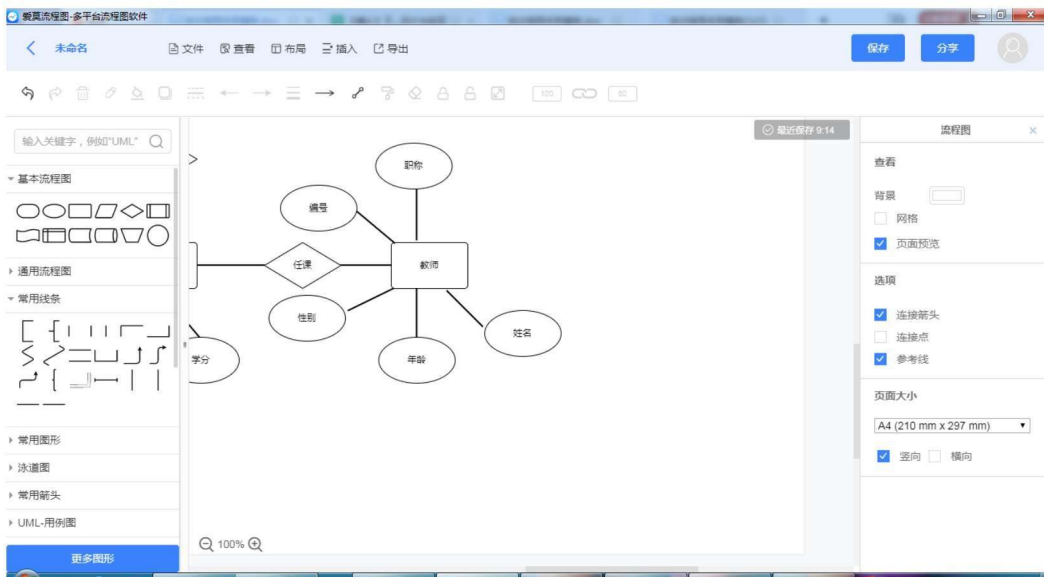 爱莫流程图-多平台流程图软件
未命名 文件 查看 布局 插入 导出 保存 分享
100 80
输入关键字，例如"UML"
基本流程图
通用流程图
常用线条
常用图形
泳道图
常用箭头
UML-用例图
更多图形
最近保存 9:14
职称
编号
任课
教师
性别
姓名
学分
年龄
100%
流程图
查看
背景
网格
页面预览
选项
连接箭头
连接点
参考线
页面大小
A4 (210 mm x 297 mm)
竖向 横向